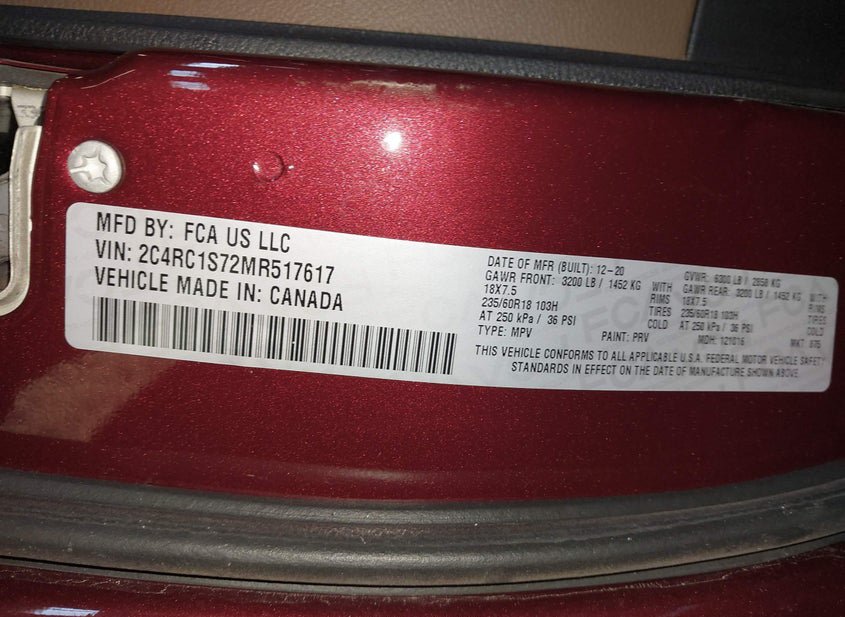 MFD BY: FCA US LLC
VIN: 2C4RC1S72MR517617
VEHICLE MADE IN: CANADA
DATE OF MFR (BUILT): 12-20 GVWR: 6300 LB / 2858 KG
GAWR FRONT: 3200 LB / 1452 KG WITH GAWR REAR: 3200 LB / 1452 KG WITH
18X7.5 RIMS 18X7.5 RIMS
235/60R18 103H TIRES 235/60R18 103H TIRES
AT 250 kPa / 36 PSI COLD AT 250 kPa / 36 PSI COLD
TYPE: MPV PAINT: PRV MDH: 121016 MKT 875
THIS VEHICLE CONFORMS TO ALL APPLICABLE U.S.A. FEDERAL MOTOR VEHICLE SAFETY
STANDARDS IN EFFECT ON THE DATE OF MANUFACTURE SHOWN ABOVE